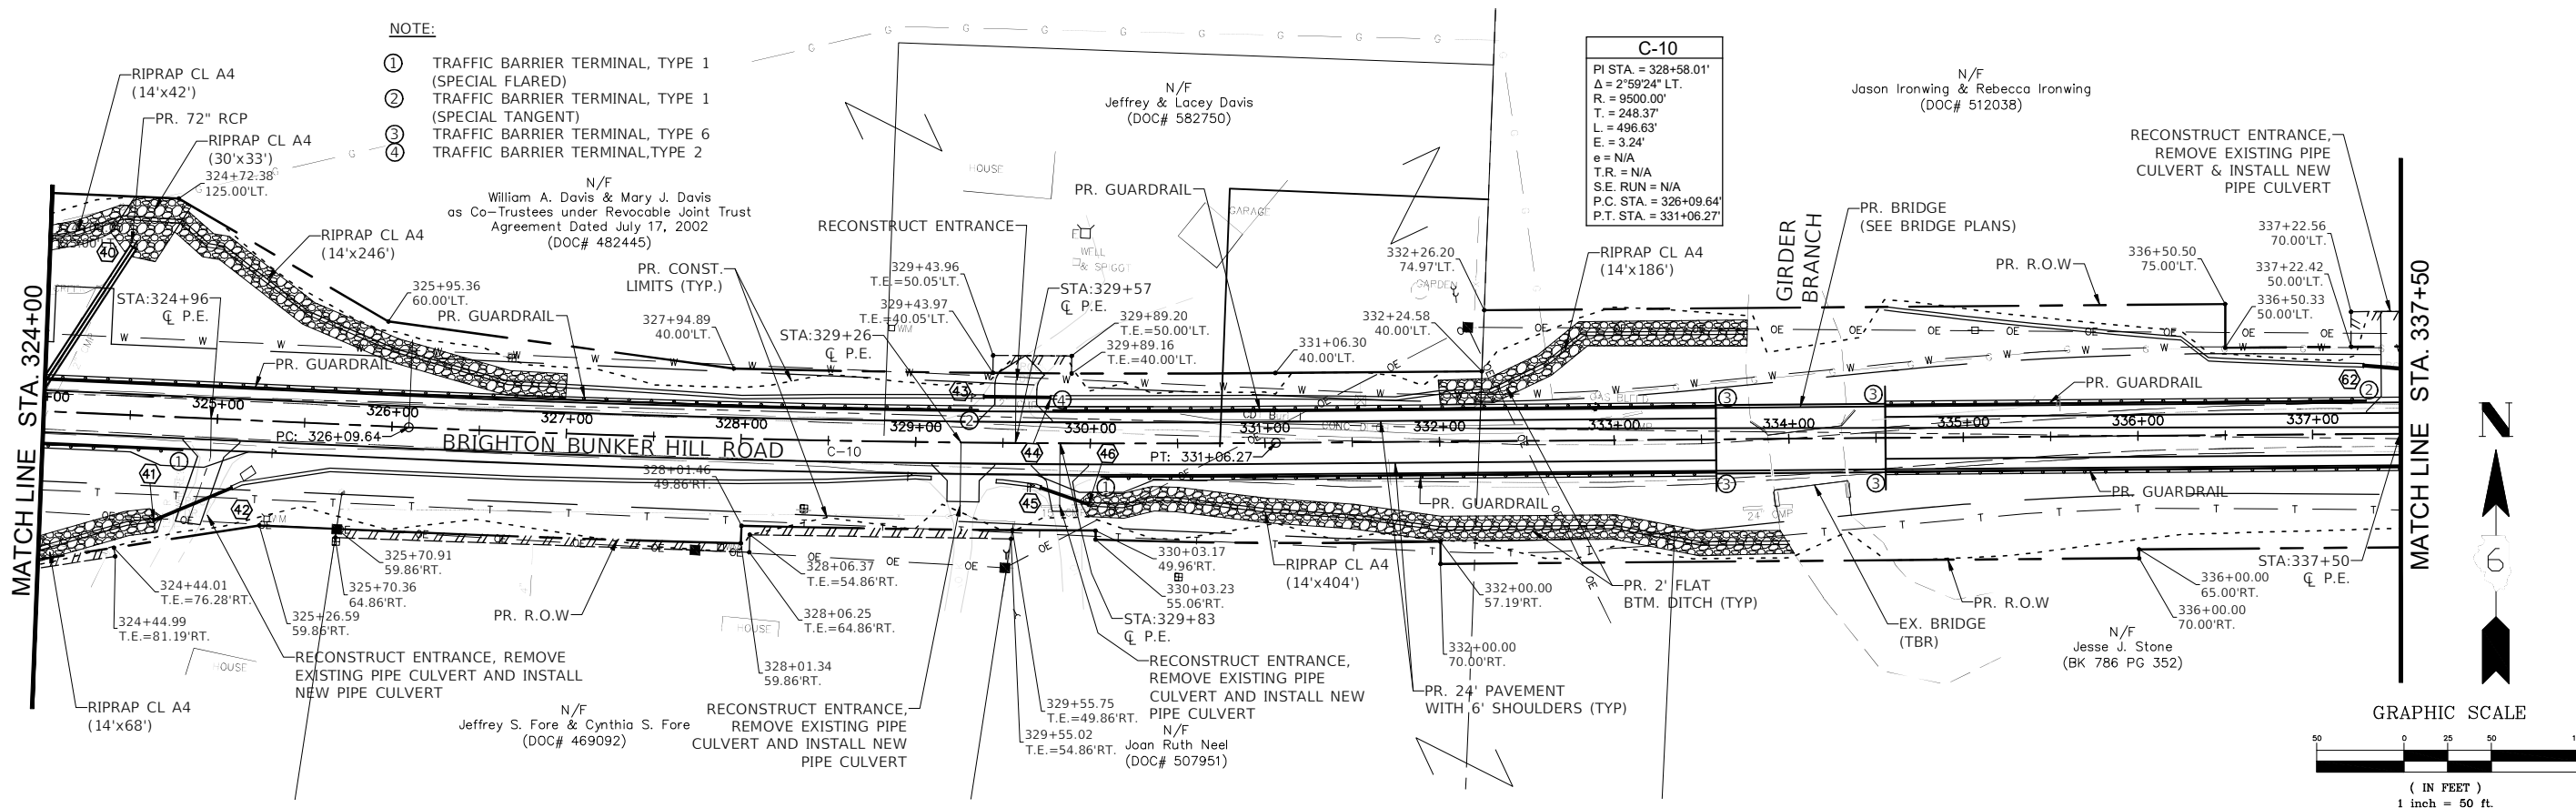 NOTE:
1 TRAFFIC BARRIER TERMINAL, TYPE 1
(SPECIAL FLARED)
2 TRAFFIC BARRIER TERMINAL, TYPE 1
(SPECIAL TANGENT)
3 TRAFFIC BARRIER TERMINAL, TYPE 6
4 TRAFFIC BARRIER TERMINAL,TYPE 2
RIPRAP CL A4
(14'x42')
PR. 72" RCP
RIPRAP CL A4
(30'x33')
324+72.38
125.00'LT.
N/F
William A. Davis & Mary J. Davis
as Co-Trustees under Revocable Joint Trust
Agreement Dated July 17, 2002
(DOC# 482445)
RIPRAP CL A4
(14'x246')
PR. CONST.
LIMITS (TYP.)
325+95.36
60.00'LT.
PR. GUARDRAIL
327+94.89
40.00'LT.
STA:324+96
℄ P.E.
PR. GUARDRAIL
RECONSTRUCT ENTRANCE
329+43.96
T.E.=50.05'LT.
329+43.97
T.E.=40.05'LT.
STA:329+26
℄ P.E.
STA:329+57
℄ P.E.
329+89.20
T.E.=50.00'LT.
329+89.16
T.E.=40.00'LT.
N/F
Jeffrey & Lacey Davis
(DOC# 582750)
HOUSE
GARAGE
WELL
& SPIGOT
GARDEN
WM
PR. GUARDRAIL
331+06.30
40.00'LT.
332+26.20
74.97'LT.
332+24.58
40.00'LT.
C-10
PI STA. = 328+58.01'
Δ = 2°59'24" LT.
R. = 9500.00'
T. = 248.37'
L. = 496.63'
E. = 3.24'
e = N/A
T.R. = N/A
S.E. RUN = N/A
P.C. STA. = 326+09.64'
P.T. STA. = 331+06.27'
RIPRAP CL A4
(14'x186')
GIRDER
BRANCH
PR. BRIDGE
(SEE BRIDGE PLANS)
N/F
Jason Ironwing & Rebecca Ironwing
(DOC# 512038)
RECONSTRUCT ENTRANCE,
REMOVE EXISTING PIPE
CULVERT & INSTALL NEW
PIPE CULVERT
PR. R.O.W
336+50.50
75.00'LT.
337+22.56
70.00'LT.
337+22.42
50.00'LT.
336+50.33
50.00'LT.
PR. GUARDRAIL
MATCH LINE STA. 324+00
MATCH LINE STA. 337+50
325+00
326+00
327+00
328+00
329+00
330+00
331+00
332+00
333+00
334+00
335+00
336+00
337+00
PC: 326+09.64
BRIGHTON BUNKER HILL ROAD
C-10
PT: 331+06.27
40
41
42
43
44
45
46
62
328+01.46
49.86'RT.
PR. GUARDRAIL
PR. GUARDRAIL
24" CMP
324+44.01
T.E.=76.28'RT.
324+44.99
T.E.=81.19'RT.
325+26.59
59.86'RT.
325+70.91
59.86'RT.
325+70.36
64.86'RT.
PR. R.O.W
328+06.37
T.E.=54.86'RT.
328+06.25
T.E.=64.86'RT.
328+01.34
59.86'RT.
HOUSE
HOUSE
RECONSTRUCT ENTRANCE, REMOVE
EXISTING PIPE CULVERT AND INSTALL
NEW PIPE CULVERT
RIPRAP CL A4
(14'x68')
N/F
Jeffrey S. Fore & Cynthia S. Fore
(DOC# 469092)
RECONSTRUCT ENTRANCE,
REMOVE EXISTING PIPE
CULVERT AND INSTALL NEW
PIPE CULVERT
329+55.75
T.E.=49.86'RT.
329+55.02
T.E.=54.86'RT.
330+03.17
49.96'RT.
330+03.23
55.06'RT.
STA:329+83
℄ P.E.
RECONSTRUCT ENTRANCE,
REMOVE EXISTING PIPE
CULVERT AND INSTALL NEW
PIPE CULVERT
N/F
Joan Ruth Neel
(DOC# 507951)
RIPRAP CL A4
(14'x404')
332+00.00
57.19'RT.
332+00.00
70.00'RT.
PR. 2' FLAT
BTM. DITCH (TYP)
PR. 24' PAVEMENT
WITH 6' SHOULDERS (TYP)
EX. BRIDGE
(TBR)
PR. R.O.W
336+00.00
65.00'RT.
336+00.00
70.00'RT.
N/F
Jesse J. Stone
(BK 786 PG 352)
STA:337+50
℄ P.E.
N
6
GRAPHIC SCALE
50 0 25 50
( IN FEET )
1 inch = 50 ft.